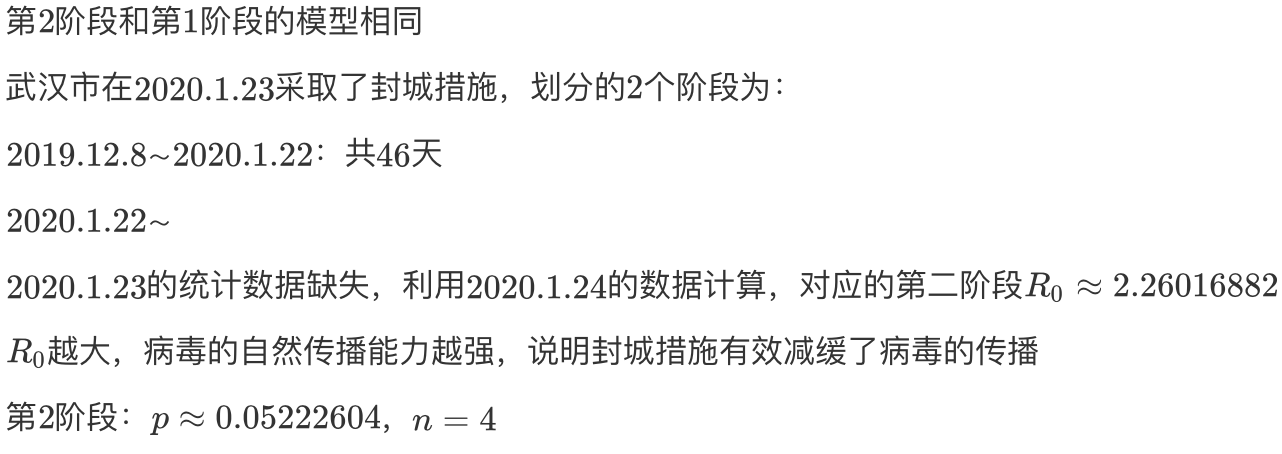 第2阶段和第1阶段的模型相同
武汉市在2020.1.23采取了封城措施，划分的2个阶段为：
2019.12.8~2020.1.22：共46天
2020.1.22~
2020.1.23的统计数据缺失，利用2020.1.24的数据计算，对应的第二阶段R₀ ≈ 2.26016882
R₀越大，病毒的自然传播能力越强，说明封城措施有效减缓了病毒的传播
第2阶段：p ≈ 0.05222604，n = 4